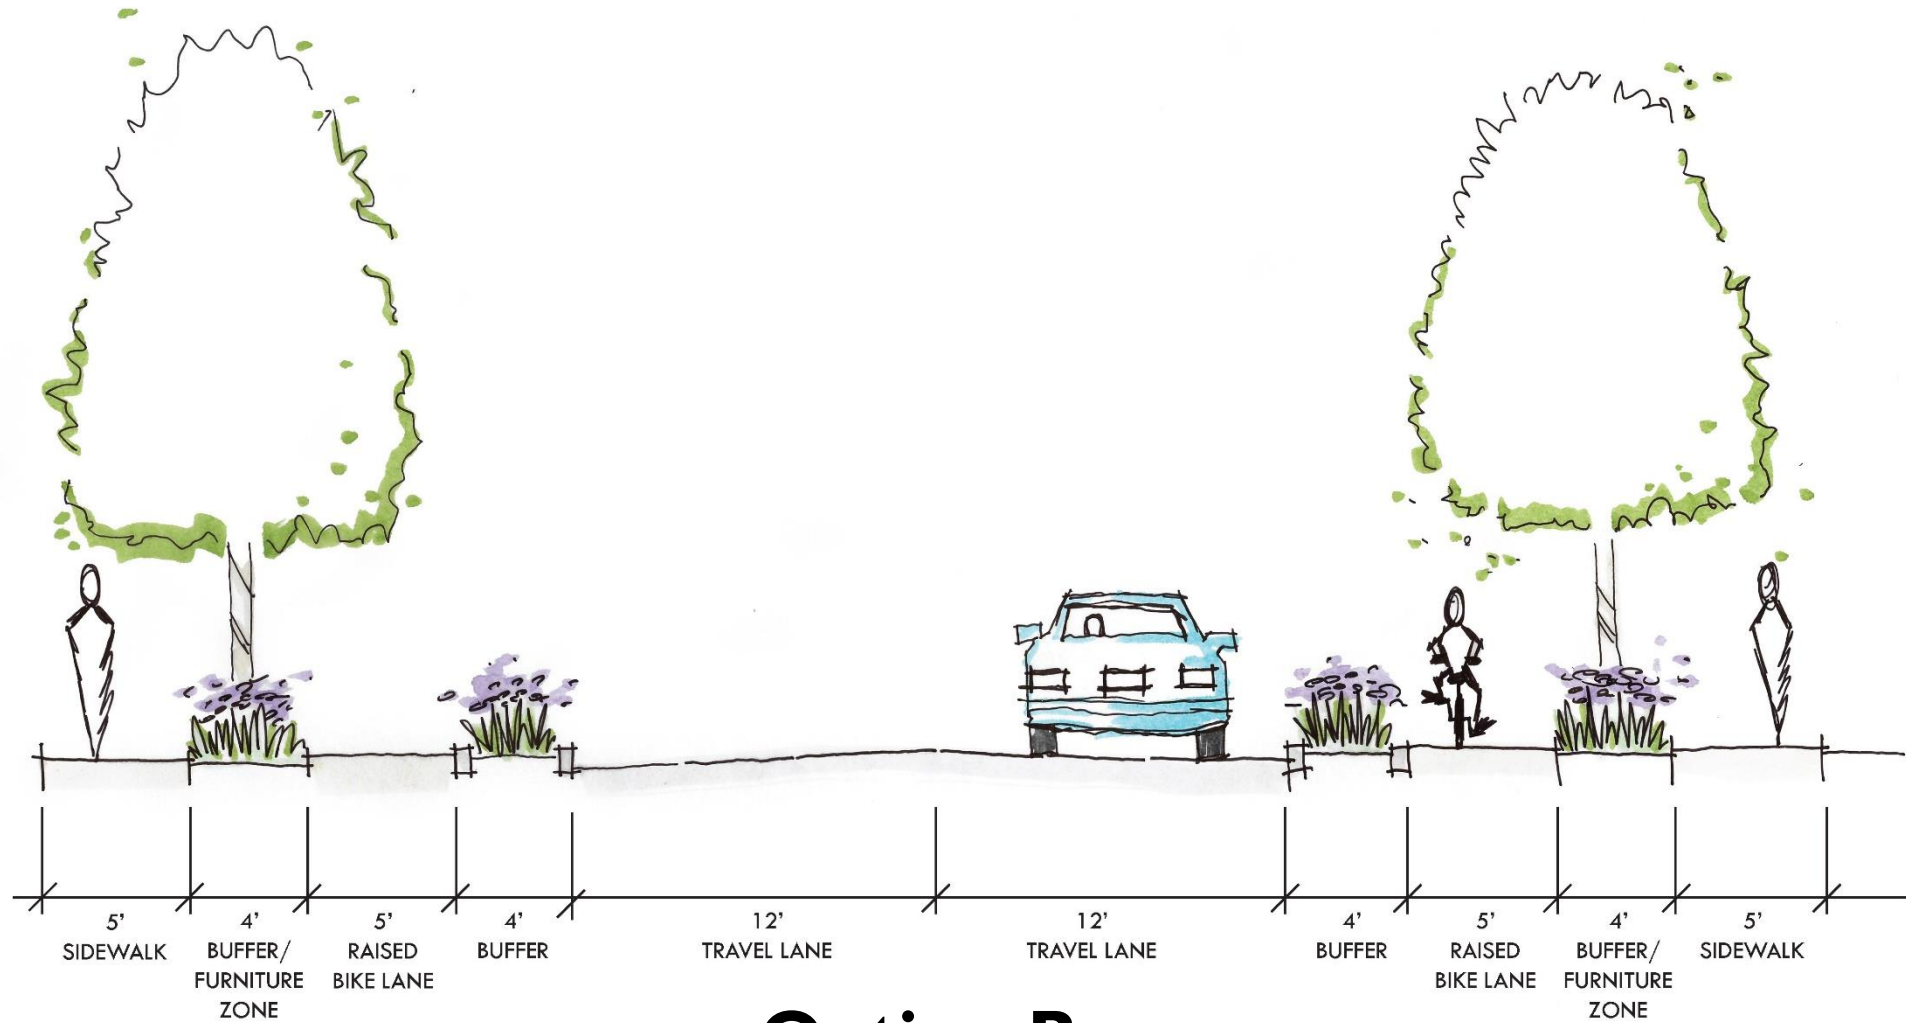 5'
SIDEWALK
4'
BUFFER/
FURNITURE
ZONE
5'
RAISED
BIKE LANE
4'
BUFFER
12'
TRAVEL LANE
12'
TRAVEL LANE
4'
BUFFER
5'
RAISED
BIKE LANE
4'
BUFFER/
FURNITURE
ZONE
5'
SIDEWALK
Option B